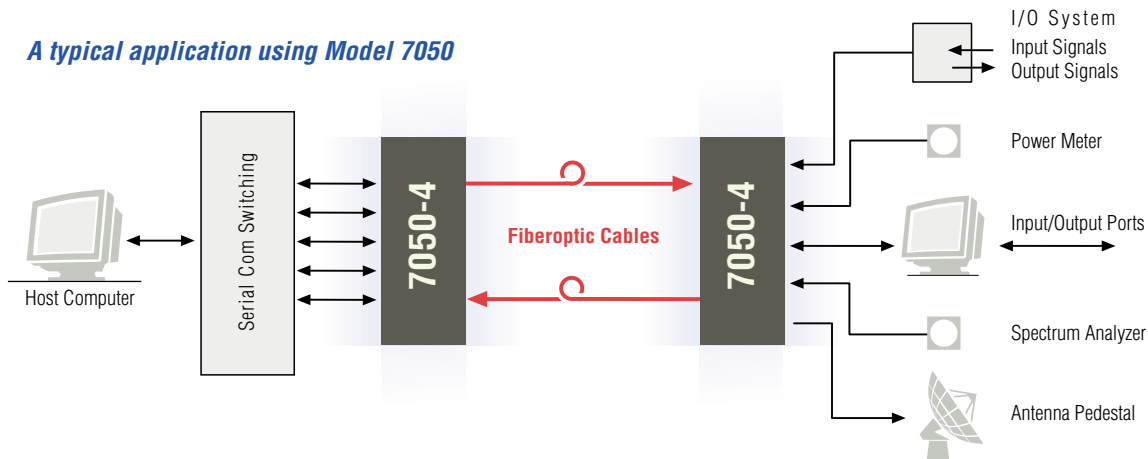 A typical application using Model 7050
Host Computer
Serial Com Switching
7050-4
Fiberoptic Cables
7050-4
I/O System
Input Signals
Output Signals
Power Meter
Input/Output Ports
Spectrum Analyzer
Antenna Pedestal